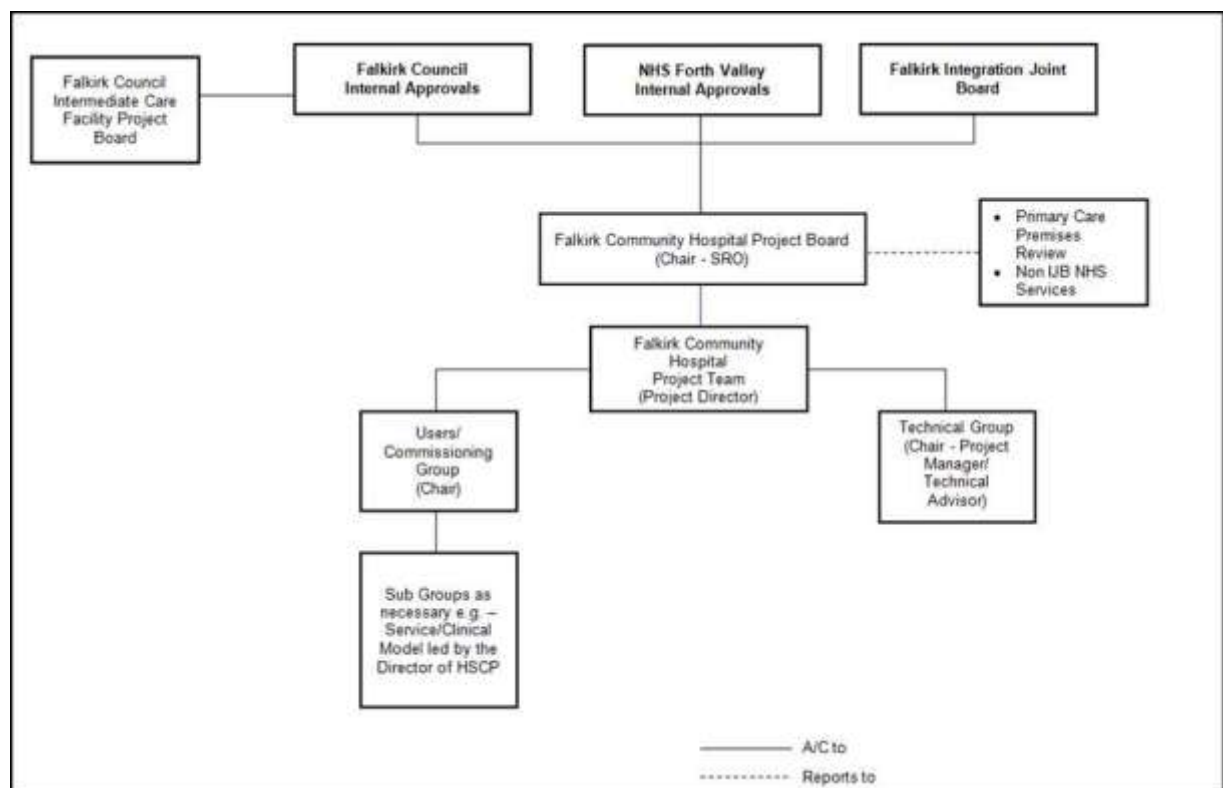 Falkirk Council
Intermediate Care
Facility Project
Board
Falkirk Council
Internal Approvals
NHS Forth Valley
Internal Approvals
Falkirk Integration Joint
Board
Falkirk Community Hospital Project Board
(Chair - SRO)
• Primary Care
Premises
Review
• Non IJB NHS
Services
Falkirk Community
Hospital
Project Team
(Project Director)
Users/
Commissioning
Group
(Chair)
Technical Group
(Chair - Project
Manager/
Technical
Advisor)
Sub Groups as
necessary e.g. –
Service/Clinical
Model led by the
Director of HSCP
A/C to
Reports to